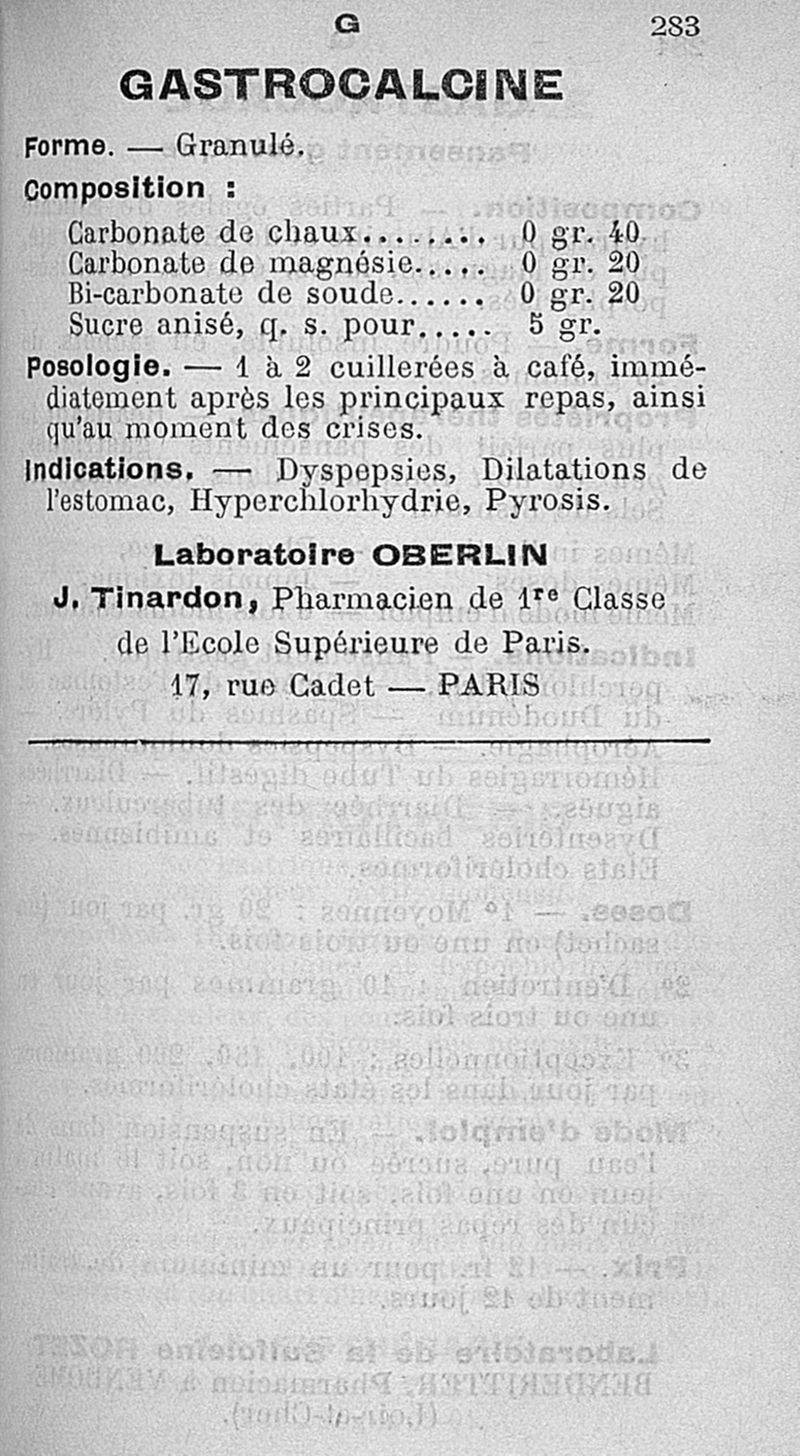 G 283
GASTROCALCINE
Forme. — Granulé.
Composition :
Carbonate de chaux......... 0 gr. 40
Carbonate de magnésie..... 0 gr. 20
Bi-carbonate de soude...... 0 gr. 20
Sucre anisé, q. s. pour..... 5 gr.
Posologie. — 1 à 2 cuillerées à café, immé-
diatement après les principaux repas, ainsi
qu'au moment des crises.
Indications. — Dyspepsies, Dilatations de
l'estomac, Hyperchlorhydrie, Pyrosis.
Laboratoire OBERLIN
J. Tinardon, Pharmacien de 1re Classe
de l'Ecole Supérieure de Paris.
17, rue Cadet — PARIS